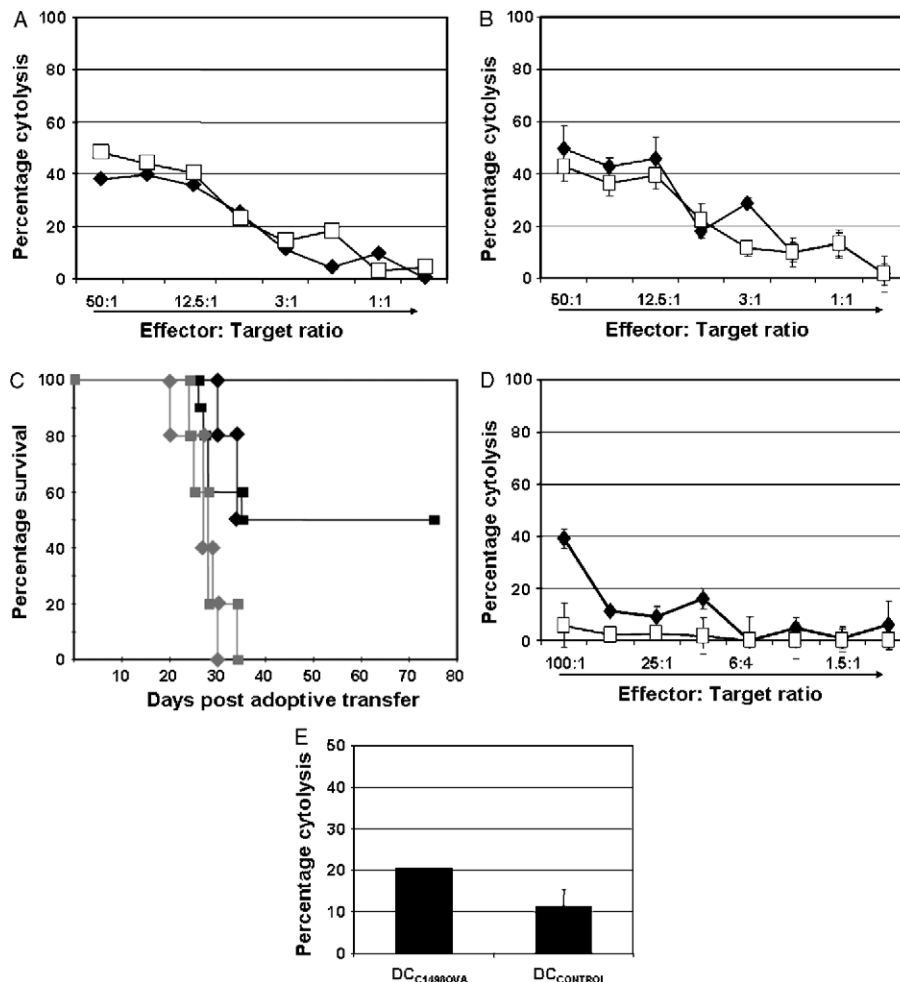 A
100
80
60
40
20
0
Percentage cytolysis
50:1 12.5:1 3:1 1:1
Effector: Target ratio
B
100
80
60
40
20
0
Percentage cytolysis
50:1 12.5:1 3:1 1:1
Effector: Target ratio
C
100
80
60
40
20
0
Percentage survival
10 20 30 40 50 60 70 80
Days post adoptive transfer
D
100
80
60
40
20
0
Percentage cytolysis
100:1 25:1 6:4 1.5:1
Effector: Target ratio
E
50
40
30
20
10
0
Percentage cytolysis
DCC1498OVA DCCONTROL